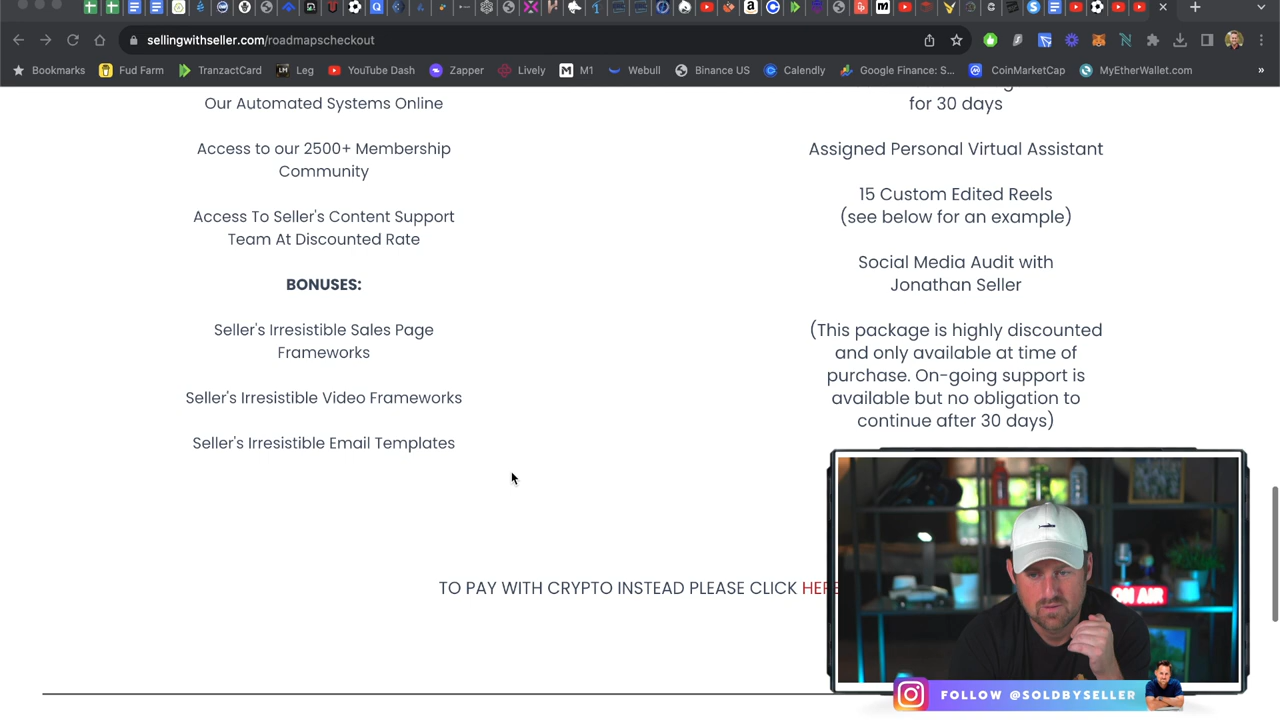 sellingwithseller.com/roadmapscheckout
Bookmarks Fud Farm TranzactCard Leg YouTube Dash Zapper Lively M1 Webull Binance US Calendly Google Finance: S... CoinMarketCap MyEtherWallet.com »
Our Automated Systems Online
Access to our 2500+ Membership
Community
Access To Seller's Content Support
Team At Discounted Rate
BONUSES:
Seller's Irresistible Sales Page
Frameworks
Seller's Irresistible Video Frameworks
Seller's Irresistible Email Templates
for 30 days
Assigned Personal Virtual Assistant
15 Custom Edited Reels
(see below for an example)
Social Media Audit with
Jonathan Seller
(This package is highly discounted
and only available at time of
purchase. On-going support is
available but no obligation to
continue after 30 days)
TO PAY WITH CRYPTO INSTEAD PLEASE CLICK HERE
ON AIR
FOLLOW @SOLDBYSELLER